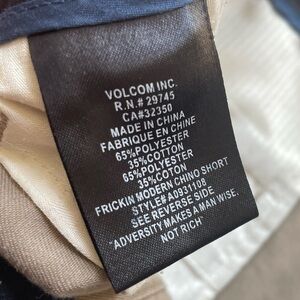 VOLCOM INC.
R.N.# 29745
CA#32350
MADE IN CHINA
FABRIQUE EN CHINE
65%POLYESTER
35%COTTON
65%POLYESTER
35%COTON
FRICKIN MODERN CHINO SHORT
STYLE# A0931108
SEE REVERSE SIDE
"ADVERSITY MAKES A MAN WISE,
NOT RICH"